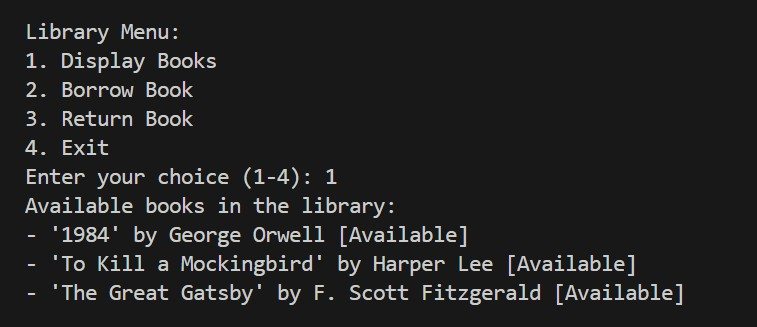 Library Menu:
1. Display Books
2. Borrow Book
3. Return Book
4. Exit
Enter your choice (1-4): 1
Available books in the library:
- '1984' by George Orwell [Available]
- 'To Kill a Mockingbird' by Harper Lee [Available]
- 'The Great Gatsby' by F. Scott Fitzgerald [Available]